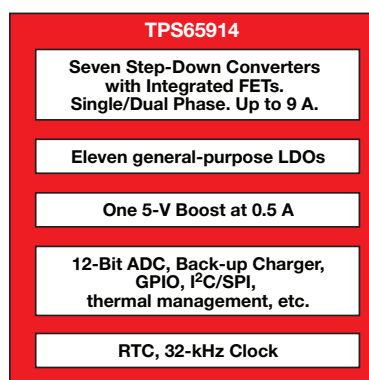 TPS65914
Seven Step-Down Converters
with Integrated FETs.
Single/Dual Phase. Up to 9 A.
Eleven general-purpose LDOs
One 5-V Boost at 0.5 A
12-Bit ADC, Back-up Charger,
GPIO, I²C/SPI,
thermal management, etc.
RTC, 32-kHz Clock